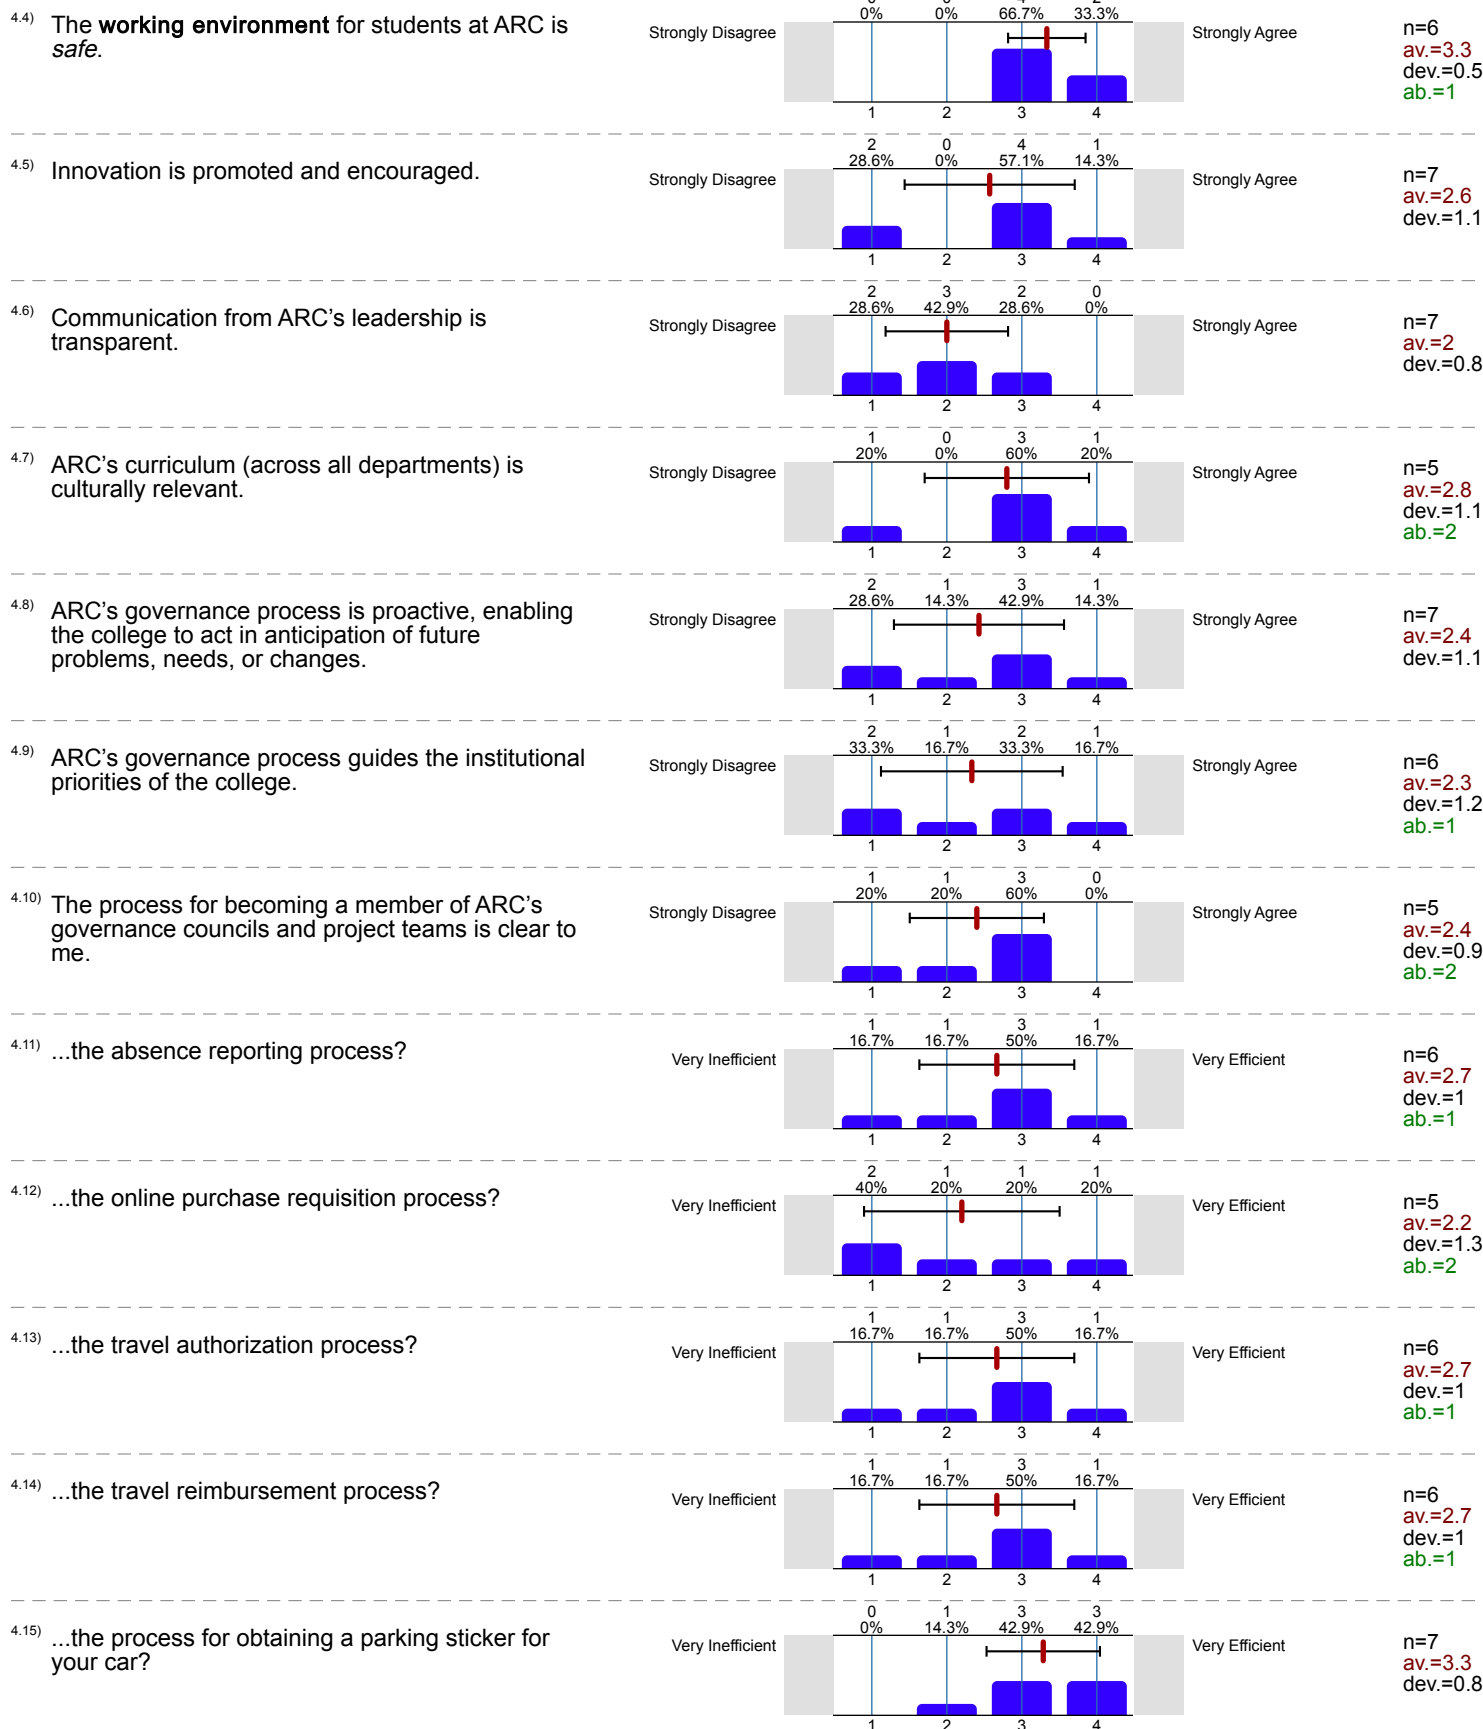 0 0 4 2
4.4) The working environment for students at ARC is
safe.
0% 0% 66.7% 33.3%
Strongly Disagree
Strongly Agree
1 2 3 4
n=6
av.=3.3
dev.=0.5
ab.=1
4.5) Innovation is promoted and encouraged.
2 0 4 1
28.6% 0% 57.1% 14.3%
Strongly Disagree
Strongly Agree
1 2 3 4
n=7
av.=2.6
dev.=1.1
4.6) Communication from ARC’s leadership is
transparent.
2 3 2 0
28.6% 42.9% 28.6% 0%
Strongly Disagree
Strongly Agree
1 2 3 4
n=7
av.=2
dev.=0.8
4.7) ARC’s curriculum (across all departments) is
culturally relevant.
1 0 3 1
20% 0% 60% 20%
Strongly Disagree
Strongly Agree
1 2 3 4
n=5
av.=2.8
dev.=1.1
ab.=2
4.8) ARC’s governance process is proactive, enabling
the college to act in anticipation of future
problems, needs, or changes.
2 1 3 1
28.6% 14.3% 42.9% 14.3%
Strongly Disagree
Strongly Agree
1 2 3 4
n=7
av.=2.4
dev.=1.1
4.9) ARC’s governance process guides the institutional
priorities of the college.
2 1 2 1
33.3% 16.7% 33.3% 16.7%
Strongly Disagree
Strongly Agree
1 2 3 4
n=6
av.=2.3
dev.=1.2
ab.=1
4.10) The process for becoming a member of ARC’s
governance councils and project teams is clear to
me.
1 1 3 0
20% 20% 60% 0%
Strongly Disagree
Strongly Agree
1 2 3 4
n=5
av.=2.4
dev.=0.9
ab.=2
4.11) ...the absence reporting process?
1 1 3 1
16.7% 16.7% 50% 16.7%
Very Inefficient
Very Efficient
1 2 3 4
n=6
av.=2.7
dev.=1
ab.=1
4.12) ...the online purchase requisition process?
2 1 1 1
40% 20% 20% 20%
Very Inefficient
Very Efficient
1 2 3 4
n=5
av.=2.2
dev.=1.3
ab.=2
4.13) ...the travel authorization process?
1 1 3 1
16.7% 16.7% 50% 16.7%
Very Inefficient
Very Efficient
1 2 3 4
n=6
av.=2.7
dev.=1
ab.=1
4.14) ...the travel reimbursement process?
1 1 3 1
16.7% 16.7% 50% 16.7%
Very Inefficient
Very Efficient
1 2 3 4
n=6
av.=2.7
dev.=1
ab.=1
4.15) ...the process for obtaining a parking sticker for
your car?
0 1 3 3
0% 14.3% 42.9% 42.9%
Very Inefficient
Very Efficient
1 2 3 4
n=7
av.=3.3
dev.=0.8